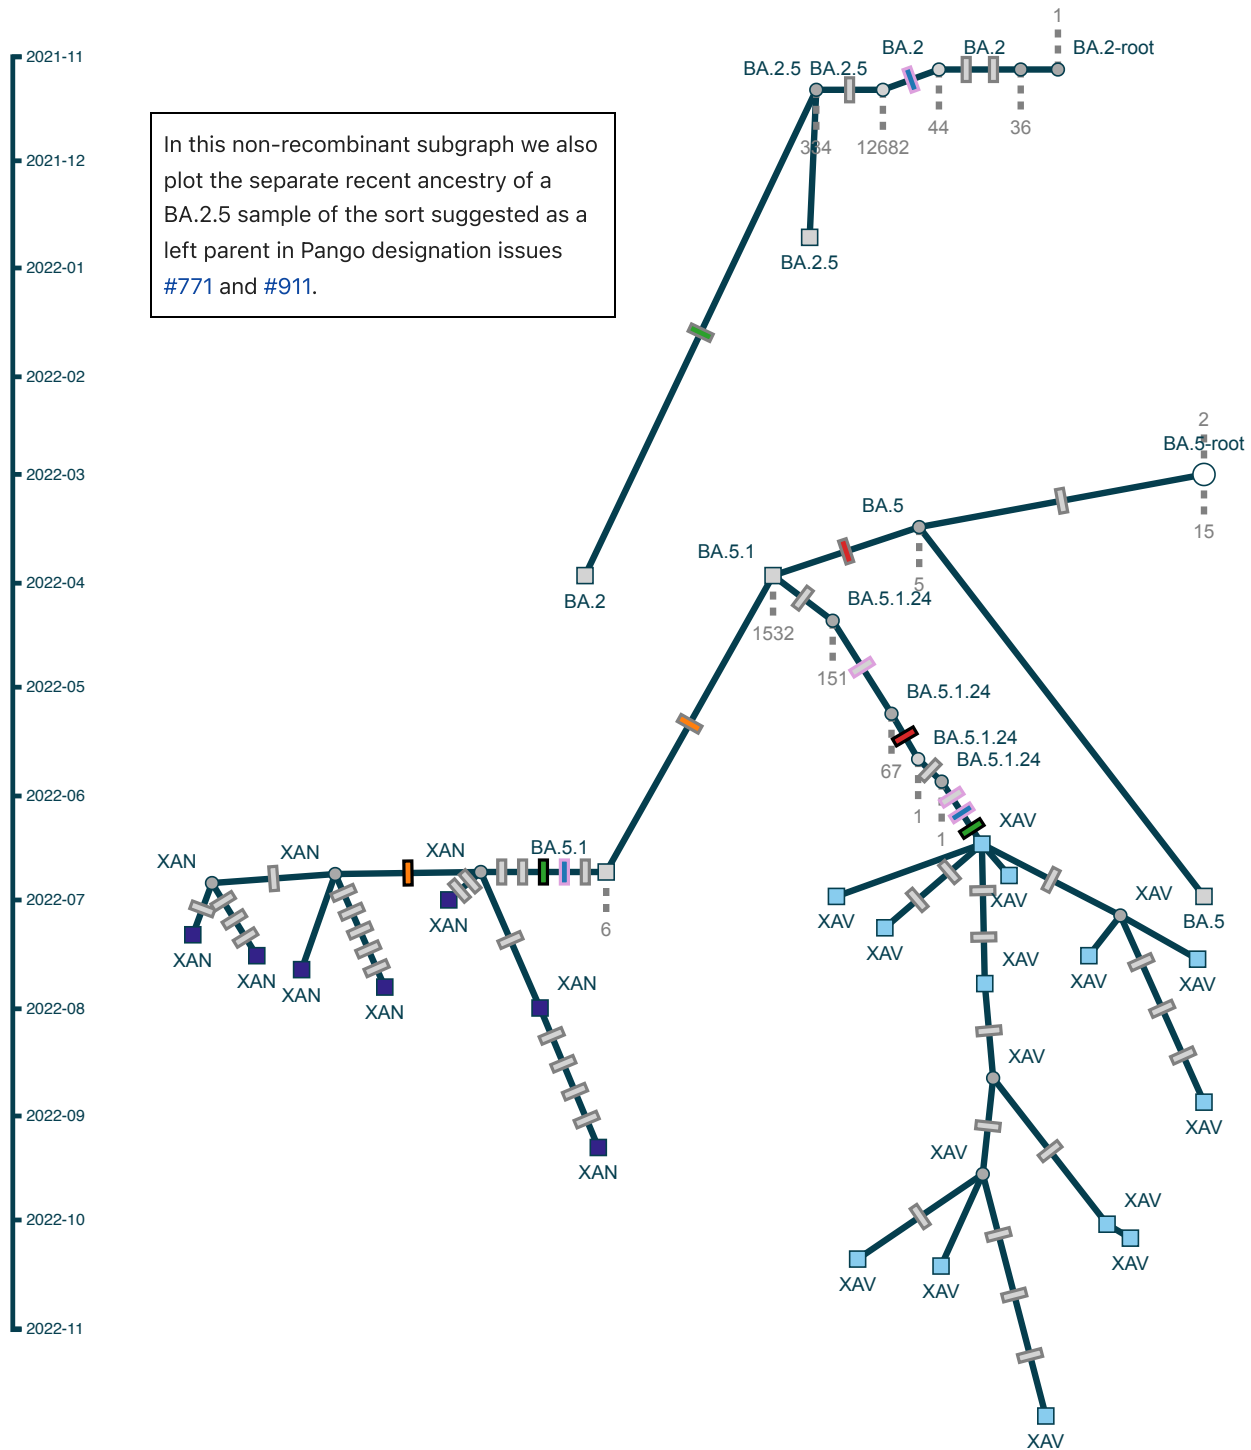 1
2021-11
BA.2.5
BA.2.5
BA.2
BA.2
BA.2-root
44
36
334
12682
In this non-recombinant subgraph we also
plot the separate recent ancestry of a
BA.2.5 sample of the sort suggested as a
left parent in Pango designation issues
#771 and #911.
2021-12
BA.2.5
2022-01
2022-02
2
BA.5-root
2022-03
BA.5
15
BA.5.1
2022-04
5
BA.2
BA.5.1.24
1532
151
2022-05
BA.5.1.24
BA.5.1.24
BA.5.1.24
67
2022-06
1
XAV
1
XAN
XAN
XAN
BA.5.1
2022-07
XAV
XAV
XAN
6
XAV
BA.5
XAV
XAN
XAV
XAN
XAN
XAN
XAN
XAV
XAV
2022-08
XAN
XAV
2022-09
XAV
XAV
XAN
XAV
2022-10
XAV
XAV
XAV
2022-11
XAV